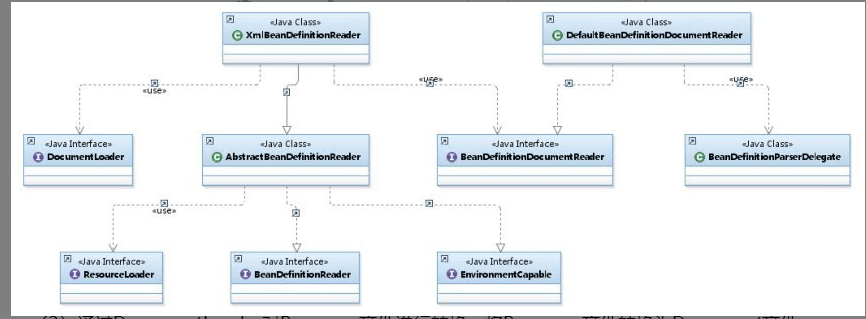 «Java Class»
XmlBeanDefinitionReader
«Java Class»
DefaultBeanDefinitionDocumentReader
«use»
«use»
«use»
«Java Interface»
DocumentLoader
«Java Class»
AbstractBeanDefinitionReader
«Java Interface»
BeanDefinitionDocumentReader
«Java Class»
BeanDefinitionParserDelegate
«use»
«Java Interface»
ResourceLoader
«Java Interface»
BeanDefinitionReader
«Java Interface»
EnvironmentCapable